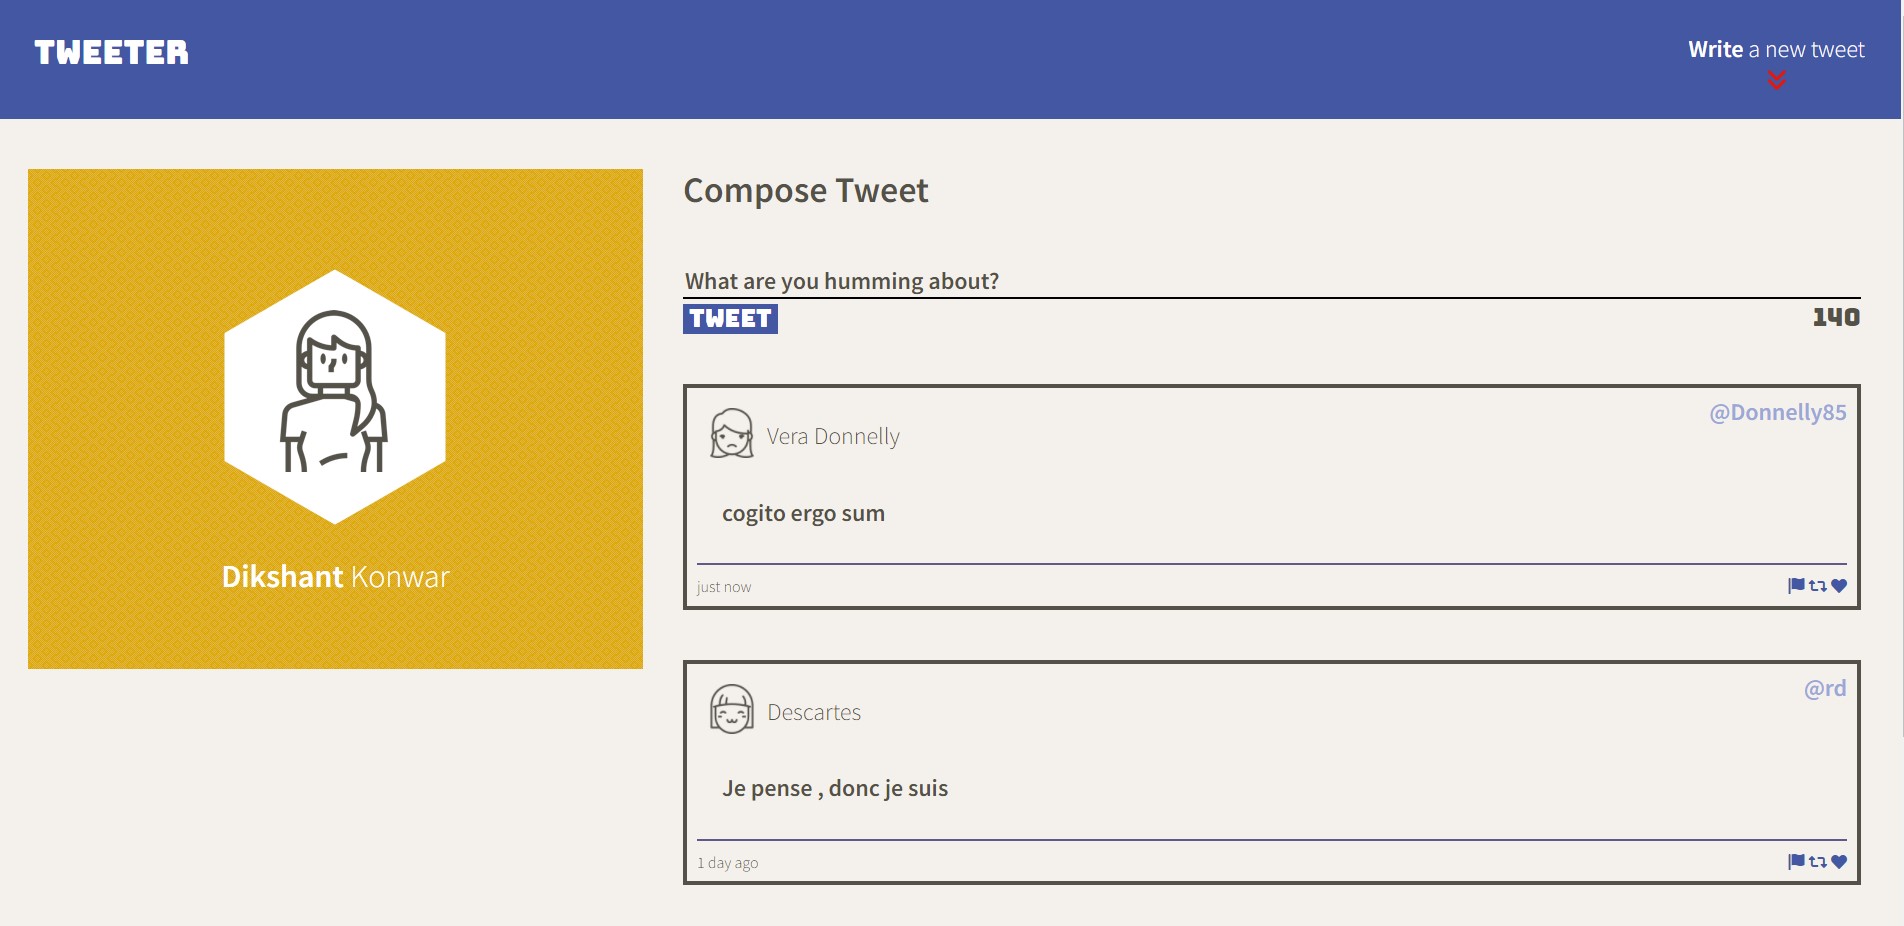 TWEETER
Write a new tweet
Dikshant Konwar
Compose Tweet
What are you humming about?
TWEET
140
Vera Donnelly
@Donnelly85
cogito ergo sum
just now
Descartes
@rd
Je pense , donc je suis
1 day ago